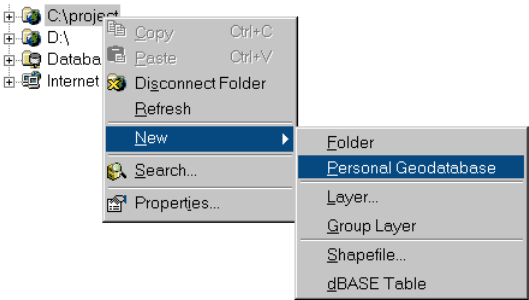 C:\project
D:\
Databa
Internet
Copy Ctrl+C
Paste Ctrl+V
Disconnect Folder
Refresh
New
Search...
Properties...
Folder
Personal Geodatabase
Layer...
Group Layer
Shapefile...
dBASE Table